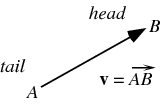 head
B
tail
v = AB
A